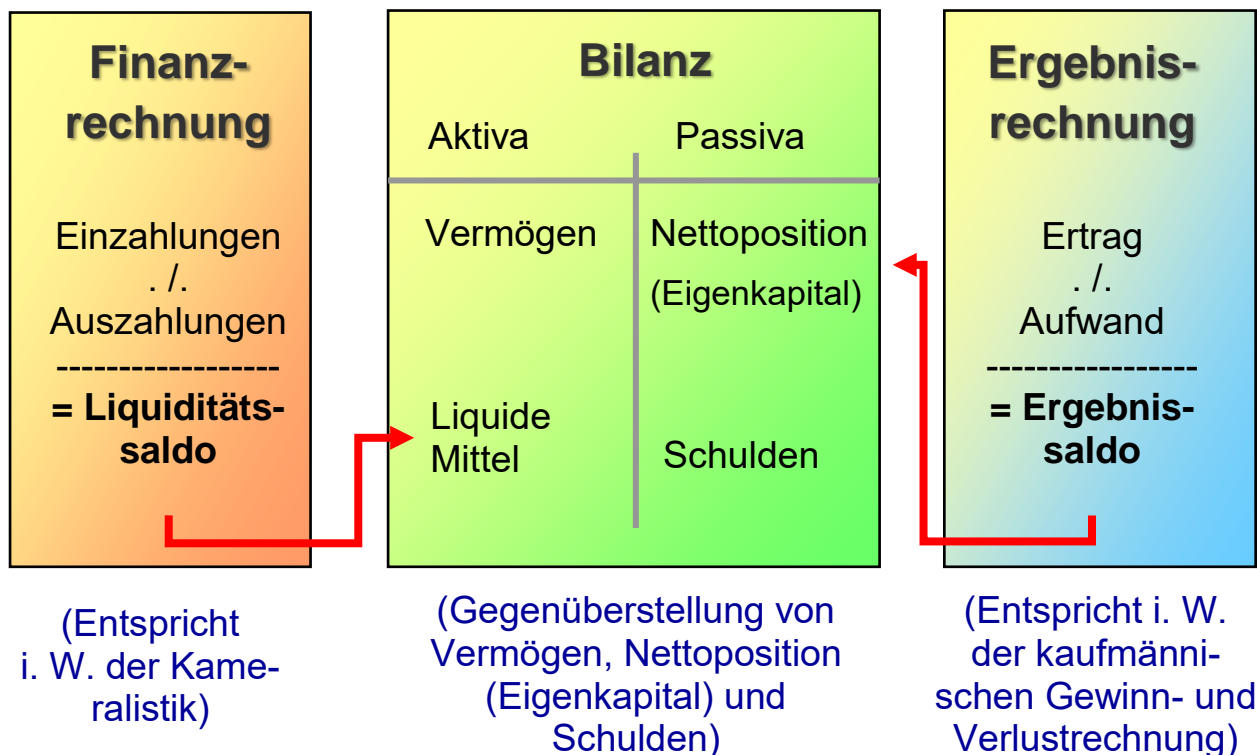 Finanz-
rechnung
Einzahlungen
. /.
Auszahlungen
------------------
= Liquiditäts-
saldo
(Entspricht
i. W. der Kame-
ralistik)
Bilanz
Aktiva Passiva
Vermögen Nettoposition
(Eigenkapital)
Liquide
Mittel Schulden
(Gegenüberstellung von
Vermögen, Nettoposition
(Eigenkapital) und
Schulden)
Ergebnis-
rechnung
Ertrag
. /.
Aufwand
-----------------
= Ergebnis-
saldo
(Entspricht i. W.
der kaufmänni-
schen Gewinn- und
Verlustrechnung)